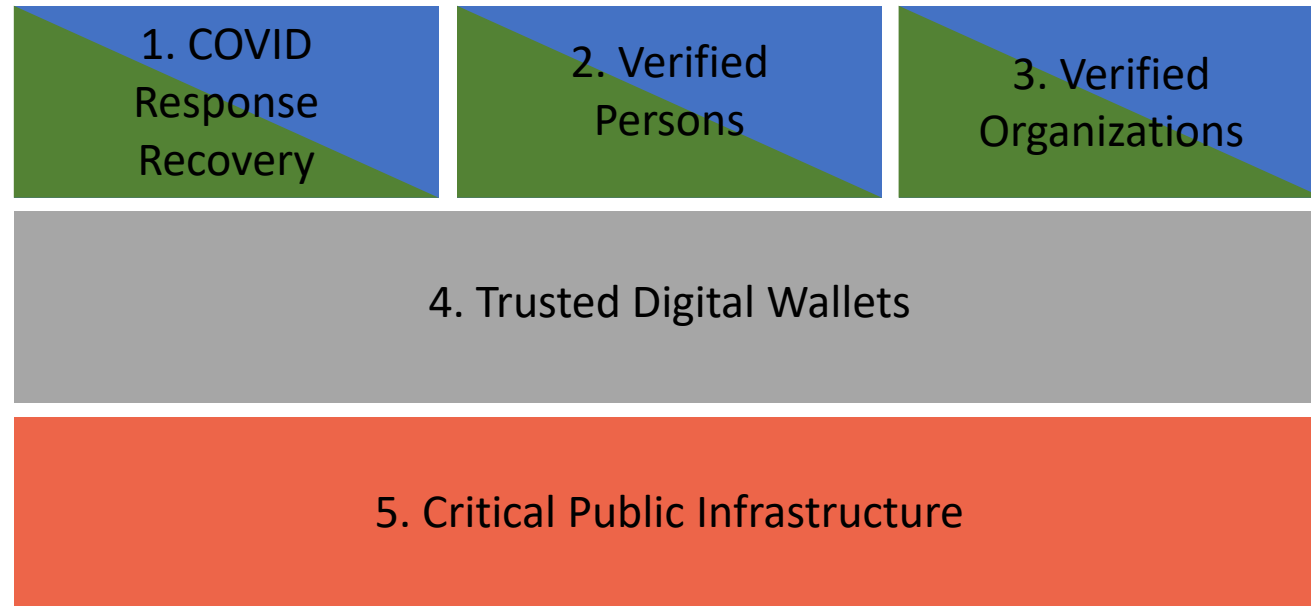 1. COVID
Response
Recovery
2. Verified
Persons
3. Verified
Organizations
4. Trusted Digital Wallets
5. Critical Public Infrastructure